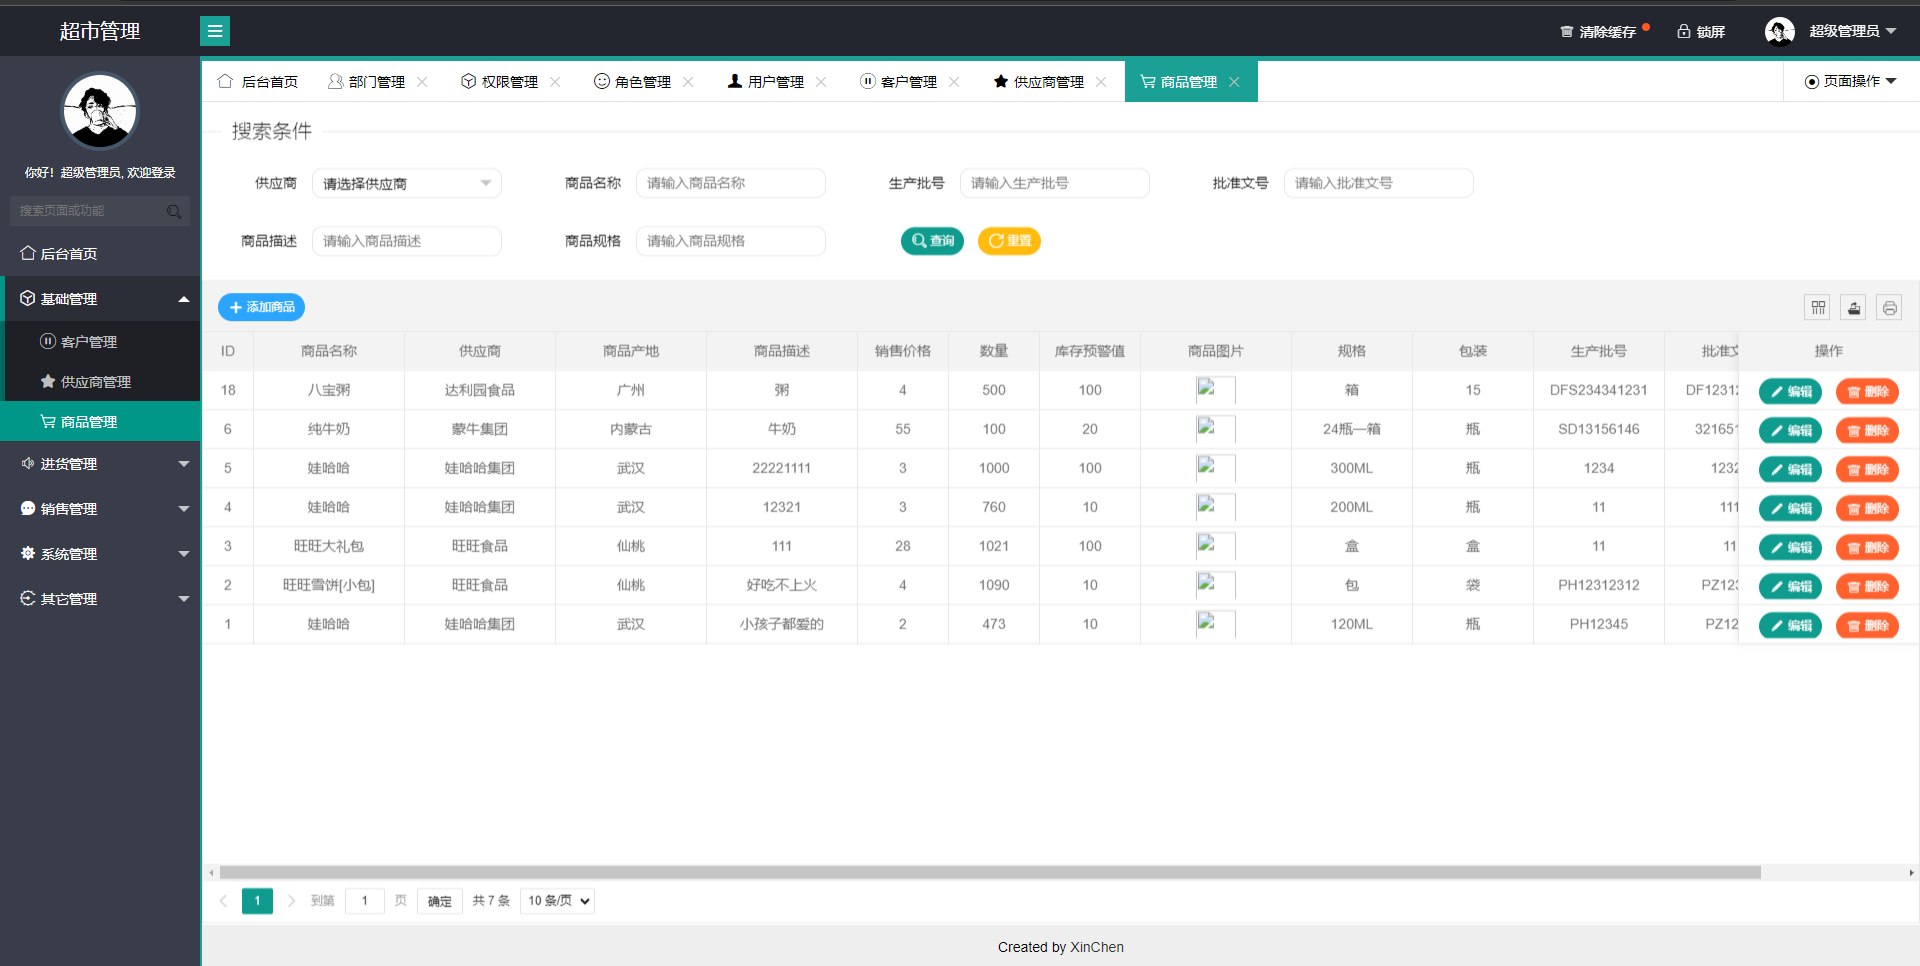 超市管理
清除缓存 锁屏 超级管理员
你好！超级管理员, 欢迎登录
搜索页面或功能
后台首页
基础管理
客户管理
供应商管理
商品管理
进货管理
销售管理
系统管理
其它管理
后台首页 部门管理 权限管理 角色管理 用户管理 客户管理 供应商管理 商品管理 页面操作
搜索条件
供应商 请选择供应商 商品名称 请输入商品名称 生产批号 请输入生产批号 批准文号 请输入批准文号
商品描述 请输入商品描述 商品规格 请输入商品规格 查询 重置
添加商品
ID 商品名称 供应商 商品产地 商品描述 销售价格 数量 库存预警值 商品图片 规格 包装 生产批号 批准文 操作
18 八宝粥 达利园食品 广州 粥 4 500 100 箱 15 DFS234341231 DF12312 编辑 删除
6 纯牛奶 蒙牛集团 内蒙古 牛奶 55 100 20 24瓶一箱 瓶 SD13156146 321651 编辑 删除
5 娃哈哈 娃哈哈集团 武汉 22221111 3 1000 100 300ML 瓶 1234 1232 编辑 删除
4 娃哈哈 娃哈哈集团 武汉 12321 3 760 10 200ML 瓶 11 111 编辑 删除
3 旺旺大礼包 旺旺食品 仙桃 111 28 1021 100 盒 盒 11 11 编辑 删除
2 旺旺雪饼[小包] 旺旺食品 仙桃 好吃不上火 4 1090 10 包 袋 PH12312312 PZ123 编辑 删除
1 娃哈哈 娃哈哈集团 武汉 小孩子都爱的 2 473 10 120ML 瓶 PH12345 PZ12 编辑 删除
1 到第 1 页 确定 共 7 条 10 条/页
Created by XinChen